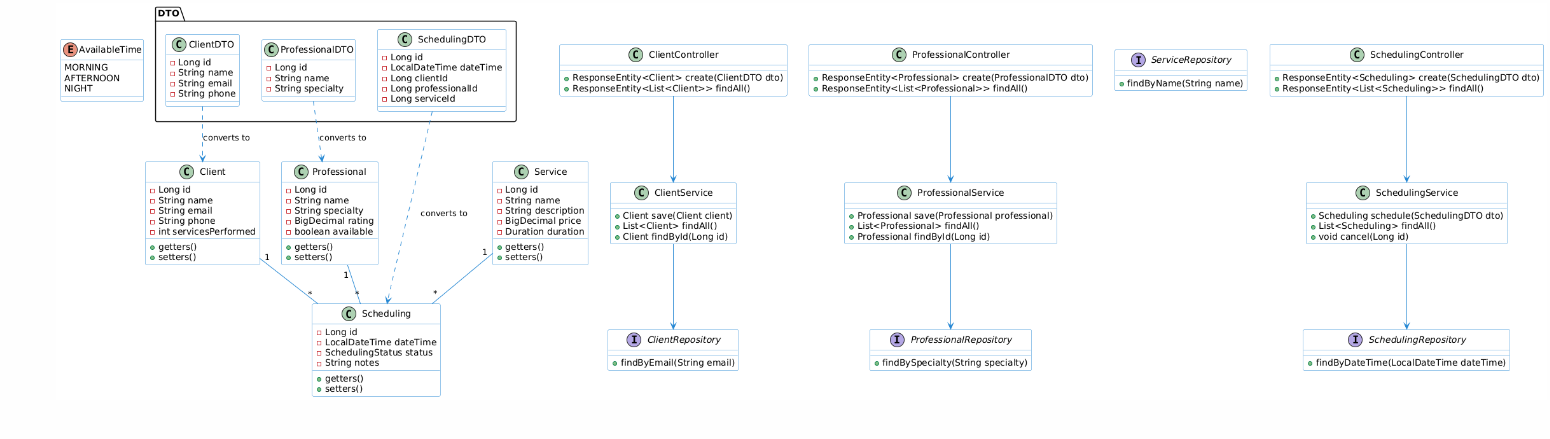 DTO
E AvailableTime
MORNING
AFTERNOON
NIGHT
C ClientDTO
Long id
String name
String email
String phone
C ProfessionalDTO
Long id
String name
String specialty
C SchedulingDTO
Long id
LocalDateTime dateTime
Long clientId
Long professionalId
Long serviceId
C ClientController
ResponseEntity<Client> create(ClientDTO dto)
ResponseEntity<List<Client>> findAll()
C ProfessionalController
ResponseEntity<Professional> create(ProfessionalDTO dto)
ResponseEntity<List<Professional>> findAll()
I ServiceRepository
findByName(String name)
C SchedulingController
ResponseEntity<Scheduling> create(SchedulingDTO dto)
ResponseEntity<List<Scheduling>> findAll()
converts to
converts to
converts to
C Client
Long id
String name
String email
String phone
int servicesPerformed
getters()
setters()
C Professional
Long id
String name
String specialty
BigDecimal rating
boolean available
getters()
setters()
C Service
Long id
String name
String description
BigDecimal price
Duration duration
getters()
setters()
C ClientService
Client save(Client client)
List<Client> findAll()
Client findById(Long id)
C ProfessionalService
Professional save(Professional professional)
List<Professional> findAll()
Professional findById(Long id)
C SchedulingService
Scheduling schedule(SchedulingDTO dto)
List<Scheduling> findAll()
void cancel(Long id)
1
1
1
*
*
*
C Scheduling
Long id
LocalDateTime dateTime
SchedulingStatus status
String notes
getters()
setters()
I ClientRepository
findByEmail(String email)
I ProfessionalRepository
findBySpecialty(String specialty)
I SchedulingRepository
findByDateTime(LocalDateTime dateTime)